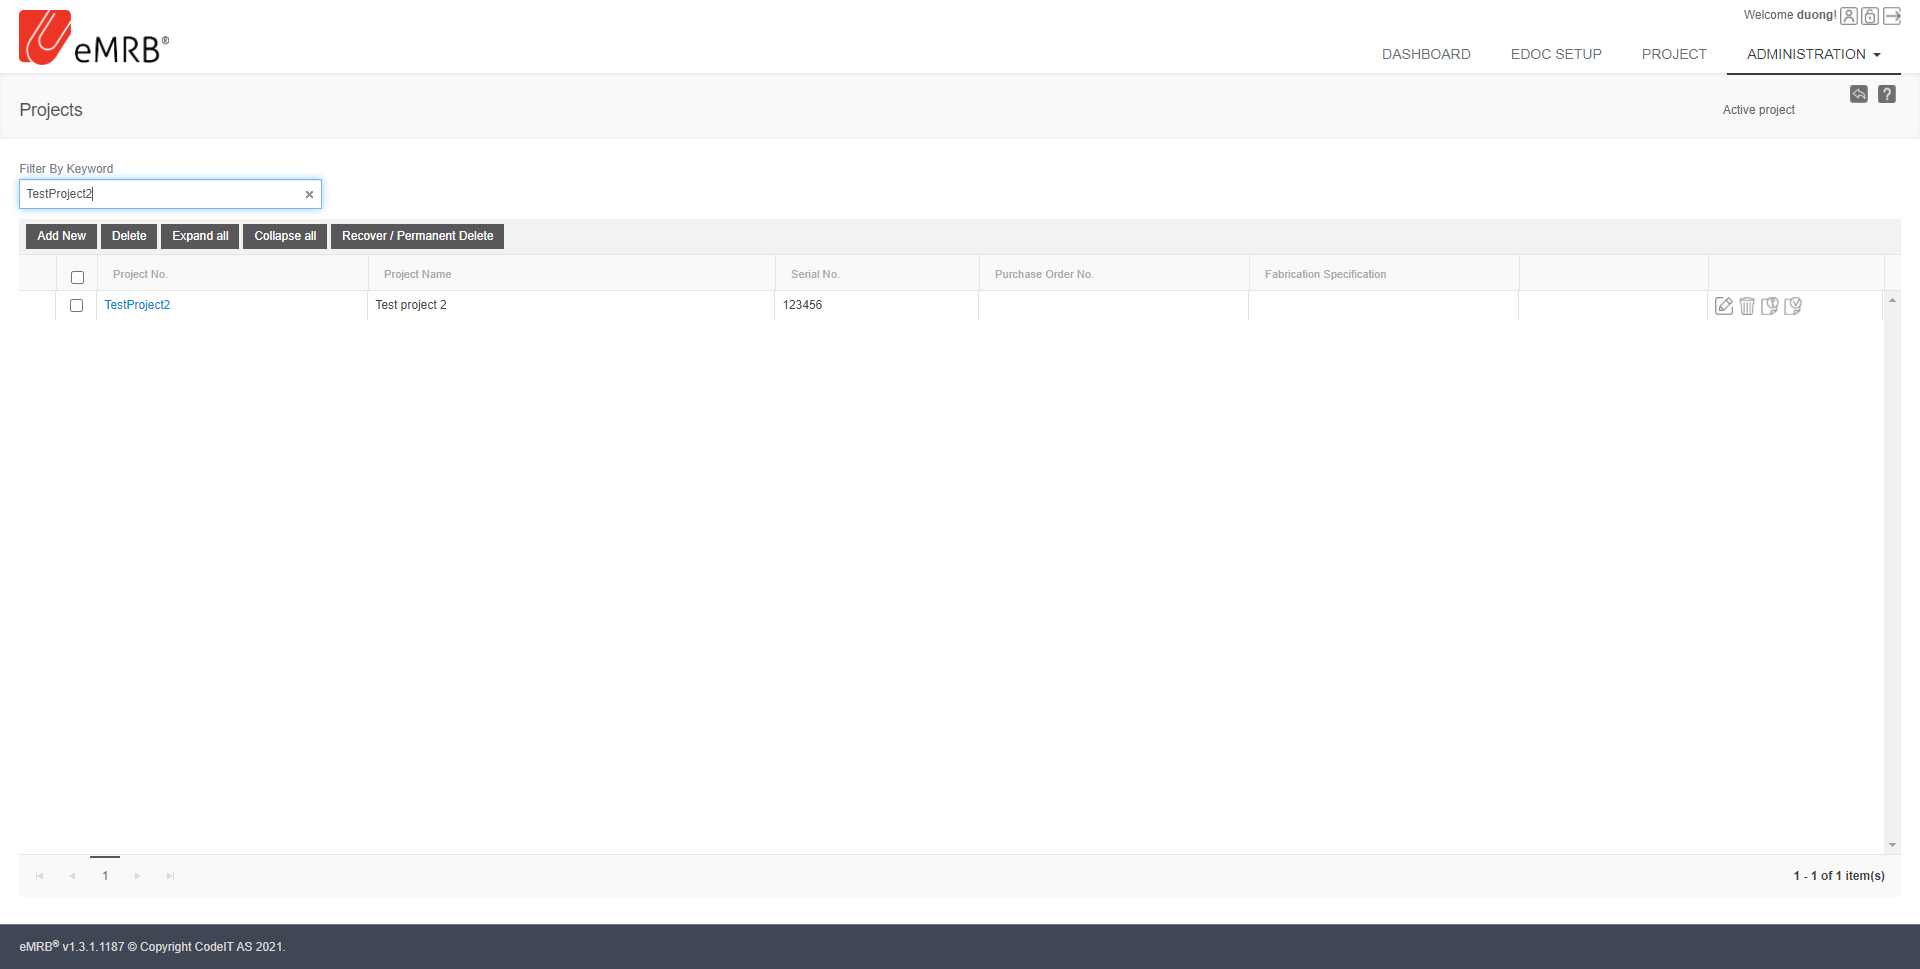 eMRB®
Welcome duong!
DASHBOARD
EDOC SETUP
PROJECT
ADMINISTRATION
Projects
Active project
?
Filter By Keyword
TestProject2
Add New
Delete
Expand all
Collapse all
Recover / Permanent Delete
Project No.
Project Name
Serial No.
Purchase Order No.
Fabrication Specification
TestProject2
Test project 2
123456
1
1 - 1 of 1 item(s)
eMRB® v1.3.1.1187 © Copyright CodeIT AS 2021.